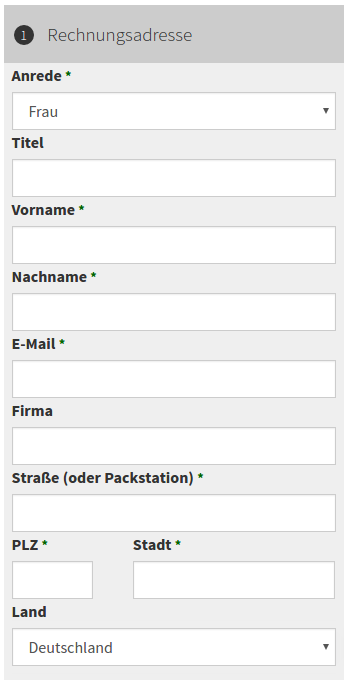 1 Rechnungsadresse
Anrede *
Frau
Titel
Vorname *
Nachname *
E-Mail *
Firma
Straße (oder Packstation) *
PLZ * Stadt *
Land
Deutschland